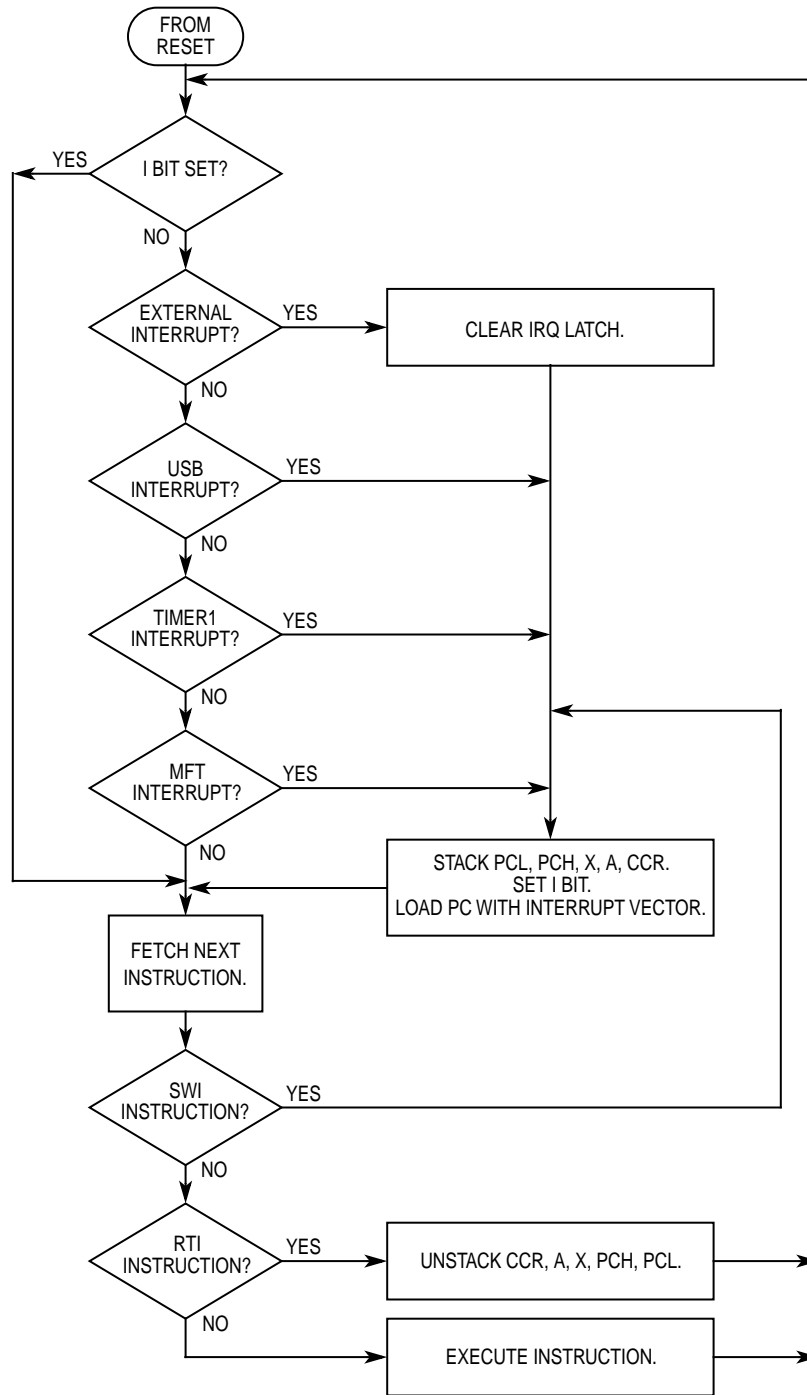 FROM
RESET
YES
I BIT SET?
NO
EXTERNAL
INTERRUPT?
YES
CLEAR IRQ LATCH.
NO
USB
INTERRUPT?
YES
NO
TIMER1
INTERRUPT?
YES
NO
MFT
INTERRUPT?
YES
NO
STACK PCL, PCH, X, A, CCR.
SET I BIT.
LOAD PC WITH INTERRUPT VECTOR.
FETCH NEXT
INSTRUCTION.
SWI
INSTRUCTION?
YES
NO
RTI
INSTRUCTION?
YES
UNSTACK CCR, A, X, PCH, PCL.
NO
EXECUTE INSTRUCTION.